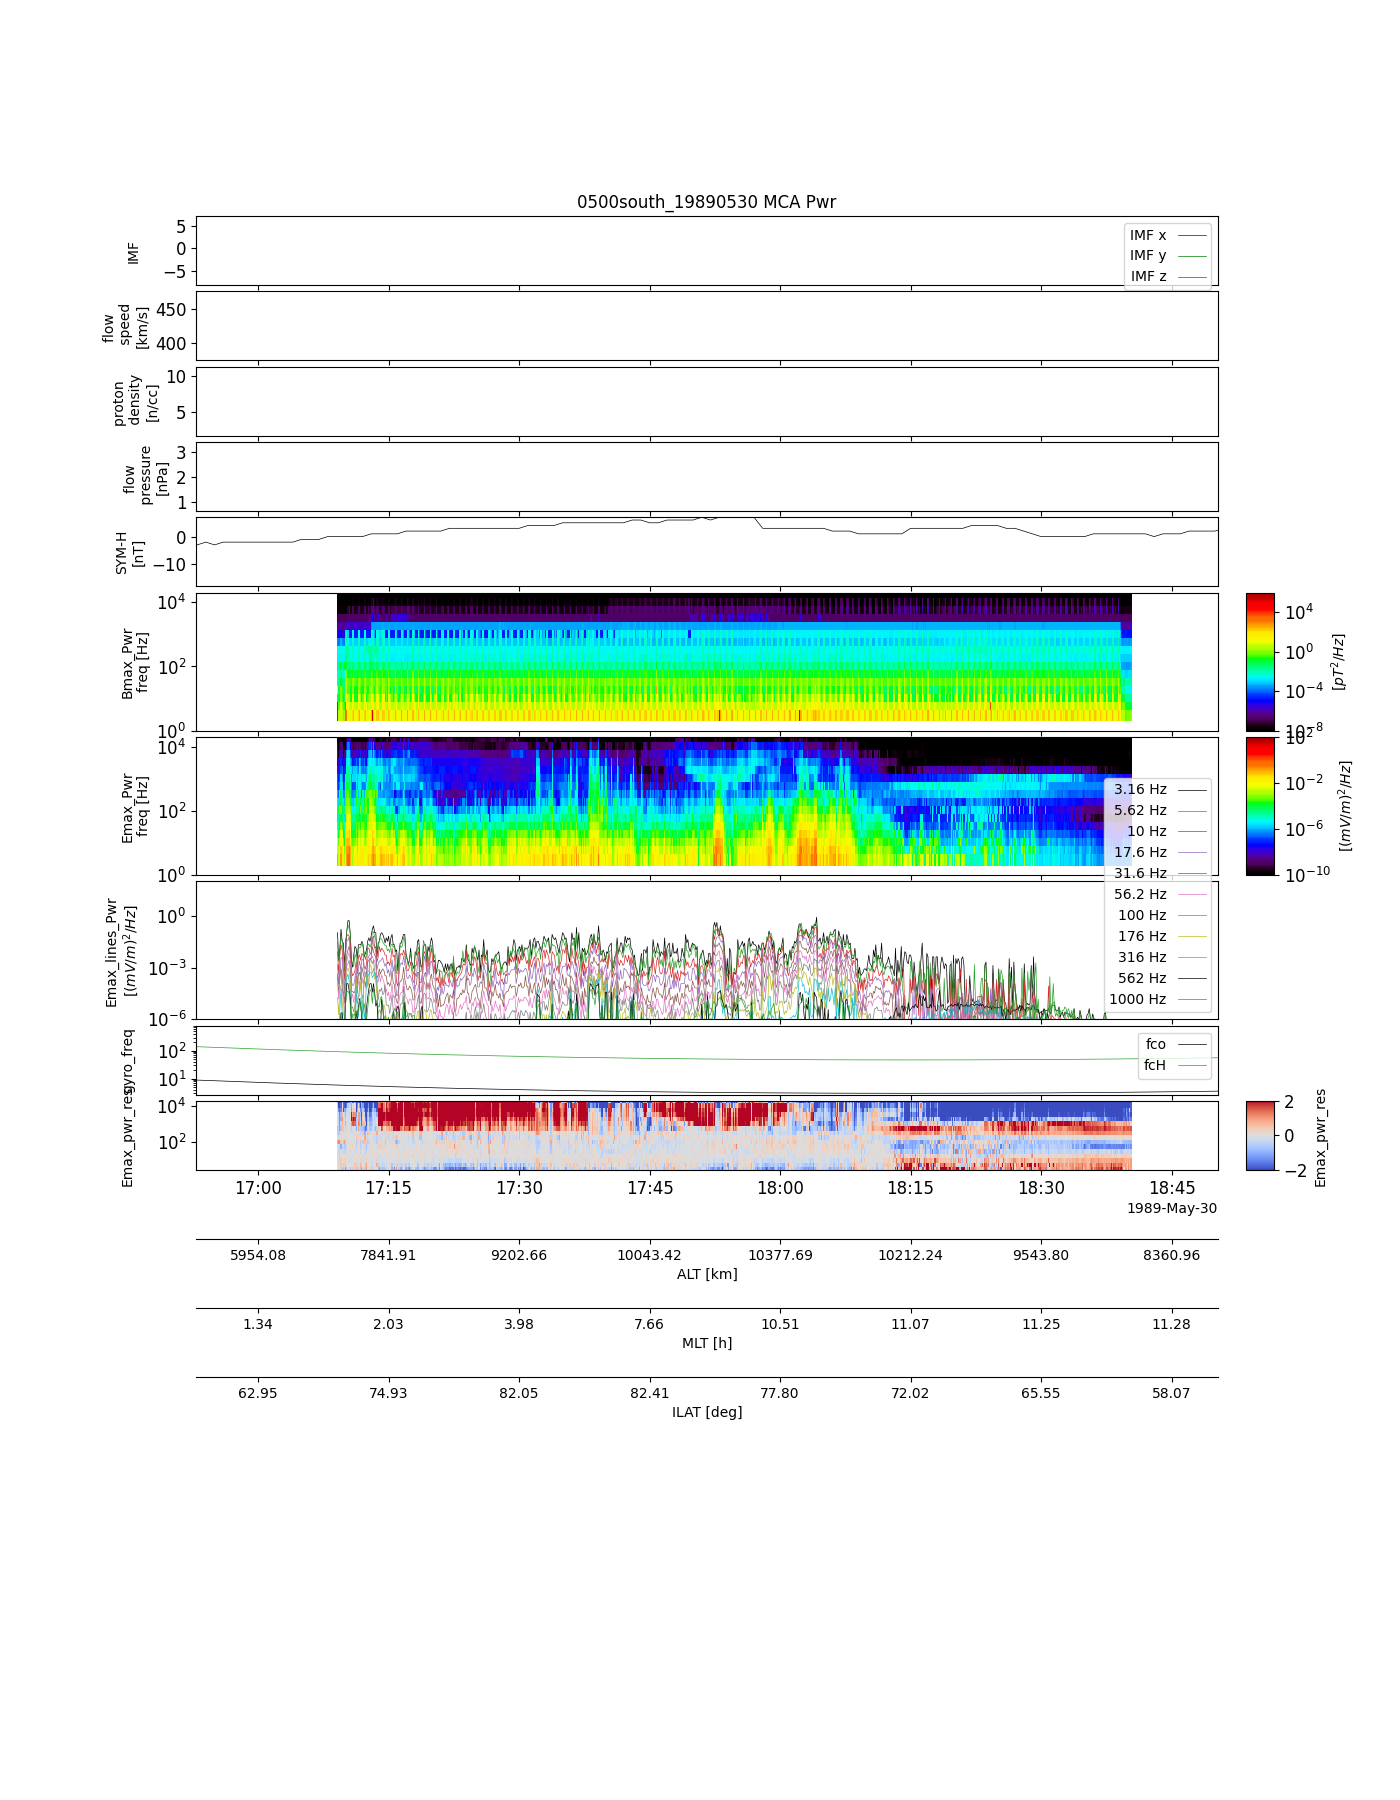 0500south_19890530 MCA Pwr
IMF
5
0
−5
IMF x
IMF y
IMF z
flow
speed
[km/s]
450
400
proton
density
[n/cc]
10
5
flow
pressure
[nPa]
3
2
1
SYM-H
[nT]
0
−10
Bmax_Pwr
freq [Hz]
10^4
10^2
10^0
10^4
10^0
10^-4
10^-8
[pT^2/Hz]
Emax_Pwr
freq [Hz]
10^4
10^2
10^0
10^2
10^-2
10^-6
10^-10
[(mV/m)^2/Hz]
3.16 Hz
5.62 Hz
10 Hz
17.6 Hz
31.6 Hz
56.2 Hz
100 Hz
176 Hz
316 Hz
562 Hz
1000 Hz
Emax_lines_Pwr
[(mV/m)^2/Hz]
10^0
10^-3
10^-6
gyro_freq
10^2
10^1
fco
fcH
Emax_pwr_res
10^4
10^2
2
0
−2
Emax_pwr_res
17:00 17:15 17:30 17:45 18:00 18:15 18:30 18:45
1989-May-30
5954.08 7841.91 9202.66 10043.42 10377.69 10212.24 9543.80 8360.96
ALT [km]
1.34 2.03 3.98 7.66 10.51 11.07 11.25 11.28
MLT [h]
62.95 74.93 82.05 82.41 77.80 72.02 65.55 58.07
ILAT [deg]